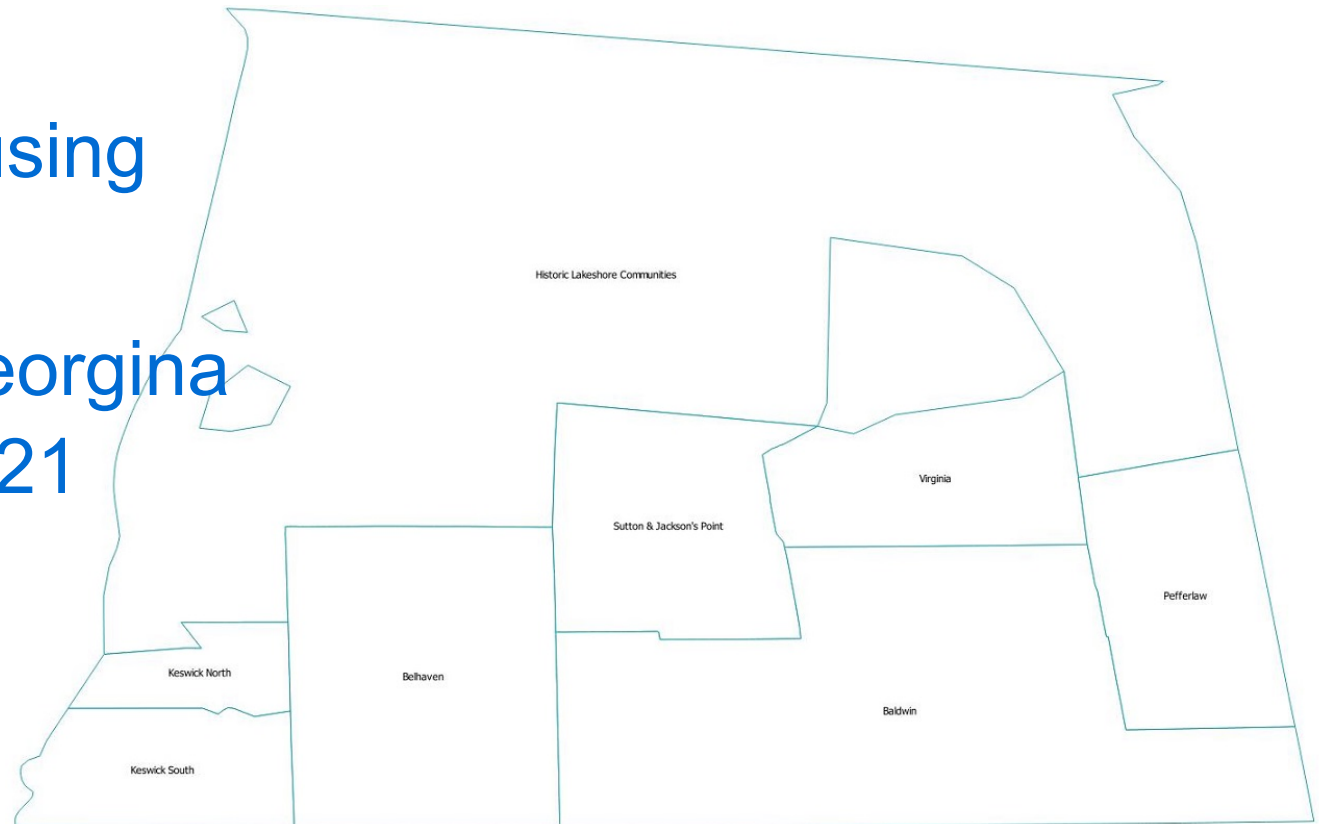 using
eorgina
21
Historic Lakeshore Communities
Virginia
Sutton & Jackson's Point
Pefferlaw
Keswick North
Belhaven
Baldwin
Keswick South